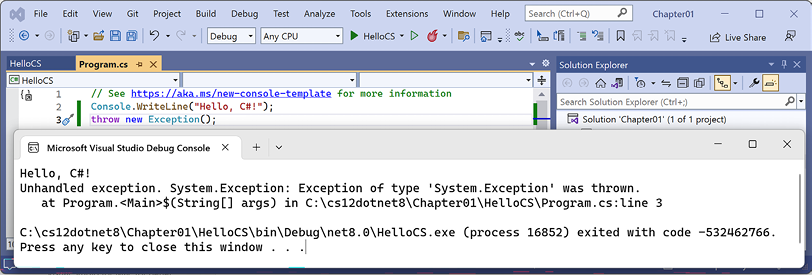 File Edit View Git Project Build Debug Test Analyze Tools Extensions Window Help Search (Ctrl+Q) Chapter01
Debug Any CPU HelloCS Live Share
HelloCS Program.cs Solution Explorer
HelloCS
Search Solution Explorer (Ctrl+;)
1 // See https://aka.ms/new-console-template for more information
2 Console.WriteLine("Hello, C#!");
3 throw new Exception();
Solution 'Chapter01' (1 of 1 project)
Microsoft Visual Studio Debug Console
Hello, C#!
Unhandled exception. System.Exception: Exception of type 'System.Exception' was thrown.
at Program.<Main>$(String[] args) in C:\cs12dotnet8\Chapter01\HelloCS\Program.cs:line 3
C:\cs12dotnet8\Chapter01\HelloCS\bin\Debug\net8.0\HelloCS.exe (process 16852) exited with code -532462766.
Press any key to close this window . . .